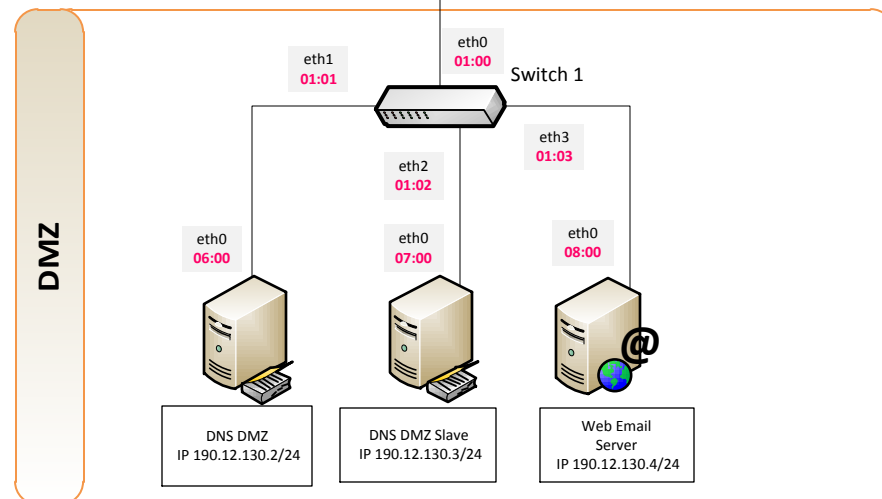 eth0
01:00
Switch 1
eth1
01:01
eth3
01:03
eth2
01:02
eth0
06:00
eth0
07:00
eth0
08:00
DMZ
@
DNS DMZ
IP 190.12.130.2/24
DNS DMZ Slave
IP 190.12.130.3/24
Web Email
Server
IP 190.12.130.4/24